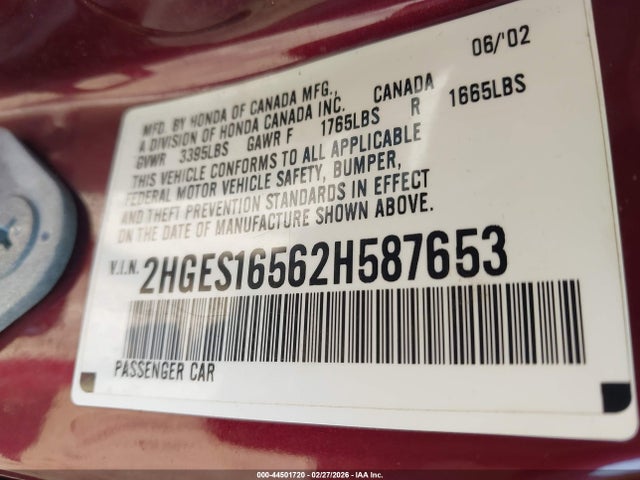 06/'02
MFD. BY HONDA OF CANADA MFG., CANADA
A DIVISION OF HONDA CANADA INC.
GVWR 3395LBS GAWR F 1765LBS R 1665LBS
THIS VEHICLE CONFORMS TO ALL APPLICABLE
FEDERAL MOTOR VEHICLE SAFETY, BUMPER,
AND THEFT PREVENTION STANDARDS IN EFFECT
ON THE DATE OF MANUFACTURE SHOWN ABOVE.
V.I.N. 2HGES16562H587653
PASSENGER CAR
000-44501720 - 02/27/2026 - IAA Inc.